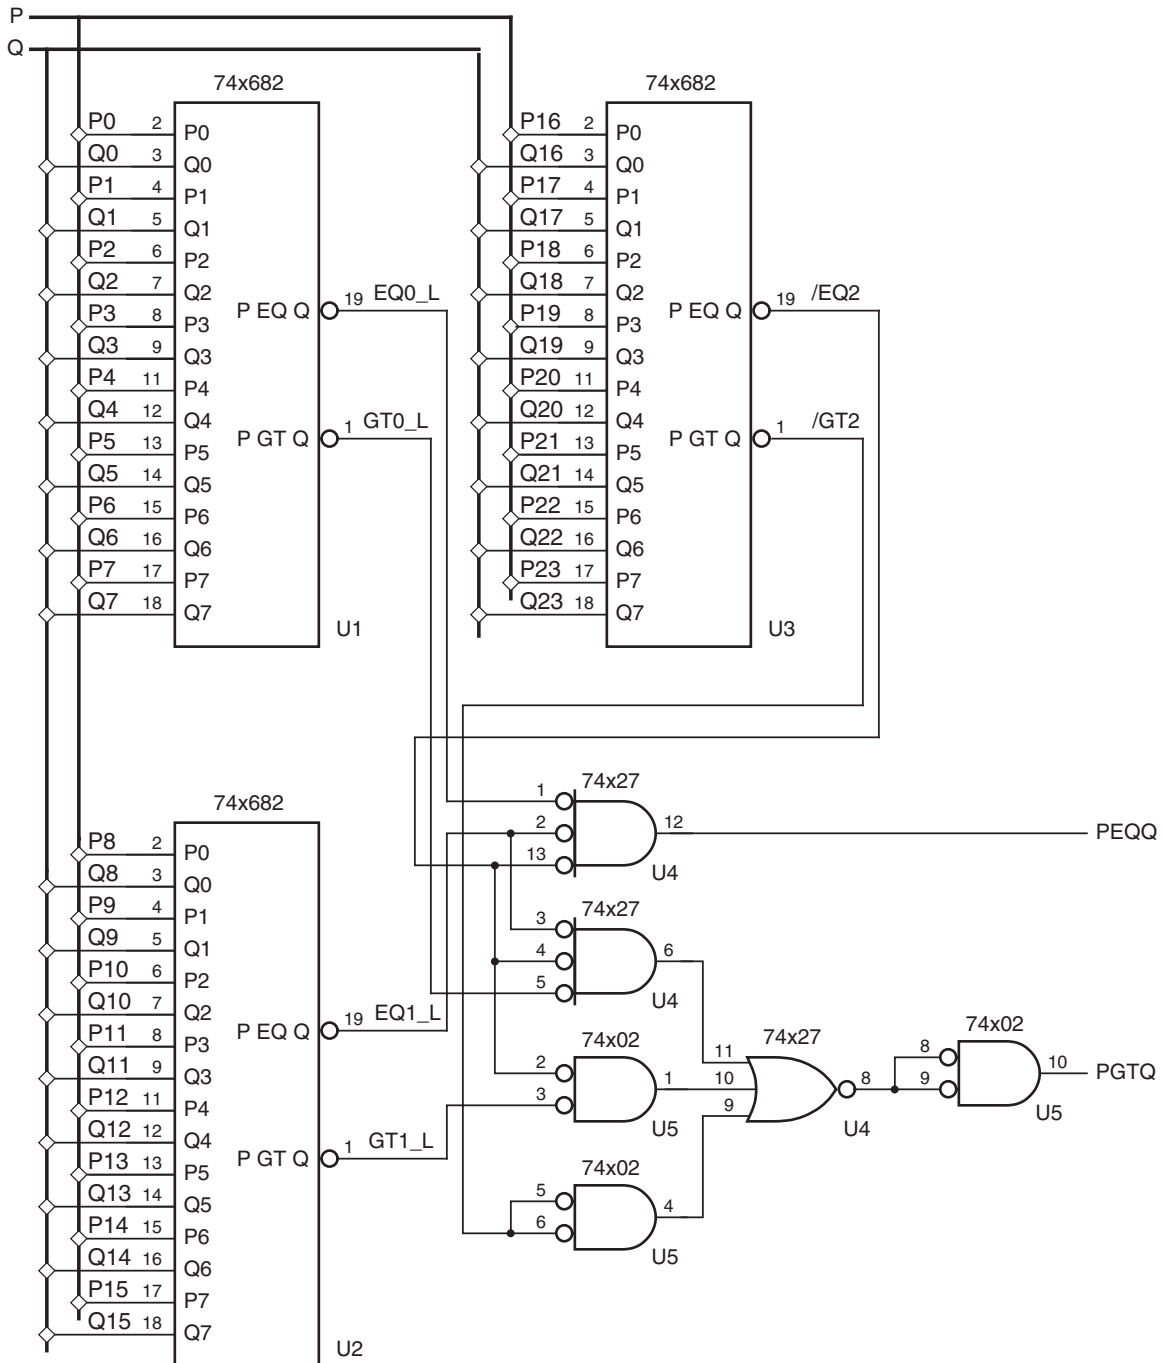 P
Q
74x682
P0 2 P0
Q0 3 Q0
P1 4 P1
Q1 5 Q1
P2 6 P2
Q2 7 Q2
P3 8 P3
Q3 9 Q3
P4 11 P4
Q4 12 Q4
P5 13 P5
Q5 14 Q5
P6 15 P6
Q6 16 Q6
P7 17 P7
Q7 18 Q7
P EQ Q 19 EQ0_L
P GT Q 1 GT0_L
U1
74x682
P16 2 P0
Q16 3 Q0
P17 4 P1
Q17 5 Q1
P18 6 P2
Q18 7 Q2
P19 8 P3
Q19 9 Q3
P20 11 P4
Q20 12 Q4
P21 13 P5
Q21 14 Q5
P22 15 P6
Q22 16 Q6
P23 17 P7
Q23 18 Q7
P EQ Q 19 /EQ2
P GT Q 1 /GT2
U3
74x682
P8 2 P0
Q8 3 Q0
P9 4 P1
Q9 5 Q1
P10 6 P2
Q10 7 Q2
P11 8 P3
Q11 9 Q3
P12 11 P4
Q12 12 Q4
P13 13 P5
Q13 14 Q5
P14 15 P6
Q14 16 Q6
P15 17 P7
Q15 18 Q7
P EQ Q 19 EQ1_L
P GT Q 1 GT1_L
U2
74x27
1
2
13
12
U4
PEQQ
74x27
3
4
5
6
U4
74x02
2
3
1
U5
74x02
5
6
4
U5
74x27
11
10
9
8
U4
74x02
8
9
10
U5
PGTQ